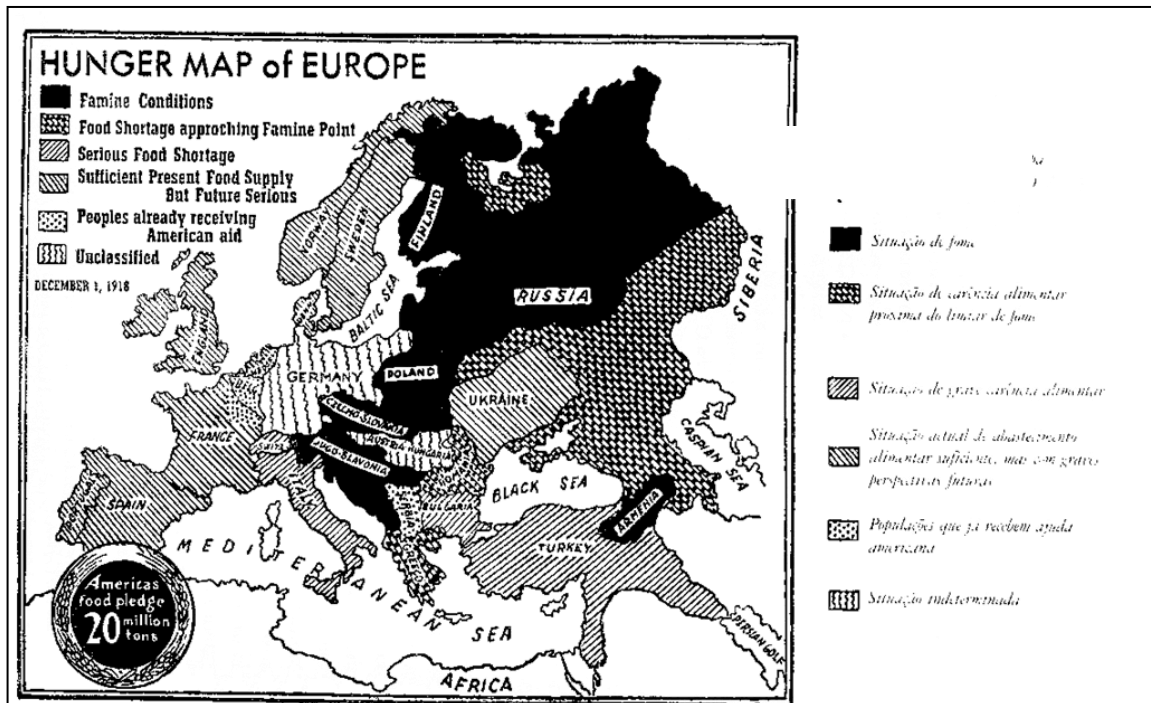 HUNGER MAP of EUROPE
Famine Conditions
Food Shortage approching Famine Point
Serious Food Shortage
Sufficient Present Food Supply
But Future Serious
Peoples already receiving
American aid
Unclassified
DECEMBER 1, 1918
NORWAY
SWEDEN
FINLAND
BALTIC SEA
RUSSIA
SIBERIA
ENGLAND
GERMANY
POLAND
UKRAINE
CZECHO-SLOVAKIA
AUSTRIA-HUNGARIA
JUGO-SLAVONIA
FRANCE
ITALY
SPAIN
BULGARIA
BLACK SEA
CASPIAN SEA
ARMENIA
TURKEY
MEDITERRANEAN SEA
PERSIAN GOLF
AFRICA
Americas
food pledge
20 million
tons
Situação de fome
Situação de carência alimentar
próxima do limiar de fome
Situação de grave carência alimentar
Situação actual de abastecimento
alimentar suficiente, mas com graves
perspectivas futuras
Populações que já recebem ajuda
americana
Situação indeterminada